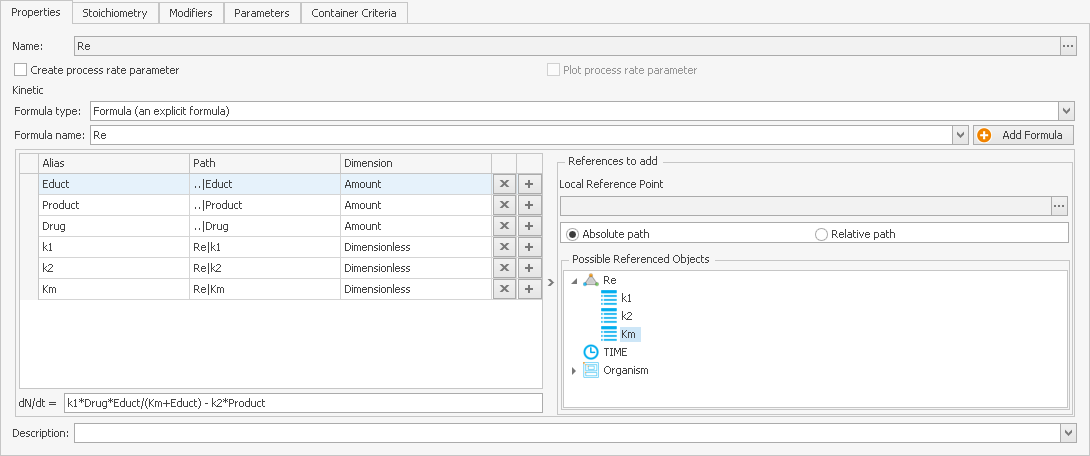 Properties Stoichiometry Modifiers Parameters Container Criteria
Name: Re ...
Create process rate parameter Plot process rate parameter
Kinetic
Formula type: Formula (an explicit formula)
Formula name: Re Add Formula
Alias Path Dimension
Educt ..|Educt Amount
Product ..|Product Amount
Drug ..|Drug Amount
k1 Re|k1 Dimensionless
k2 Re|k2 Dimensionless
Km Re|Km Dimensionless
dN/dt = k1*Drug*Educt/(Km+Educt) - k2*Product
References to add
Local Reference Point
...
Absolute path Relative path
Possible Referenced Objects
Re
k1
k2
Km
TIME
Organism
Description: